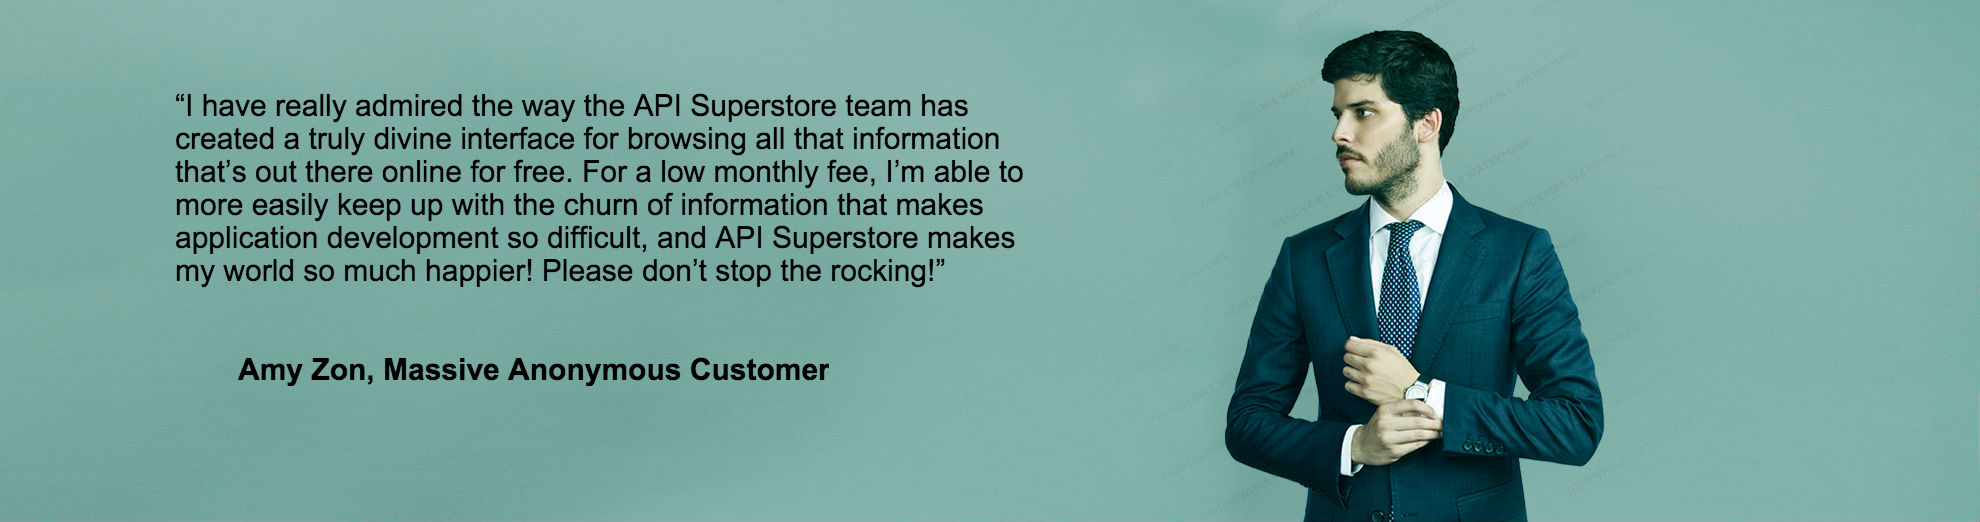 “I have really admired the way the API Superstore team has
created a truly divine interface for browsing all that information
that’s out there online for free. For a low monthly fee, I’m able to
more easily keep up with the churn of information that makes
application development so difficult, and API Superstore makes
my world so much happier! Please don’t stop the rocking!”
Amy Zon, Massive Anonymous Customer
REMOVABLE WATERMARK